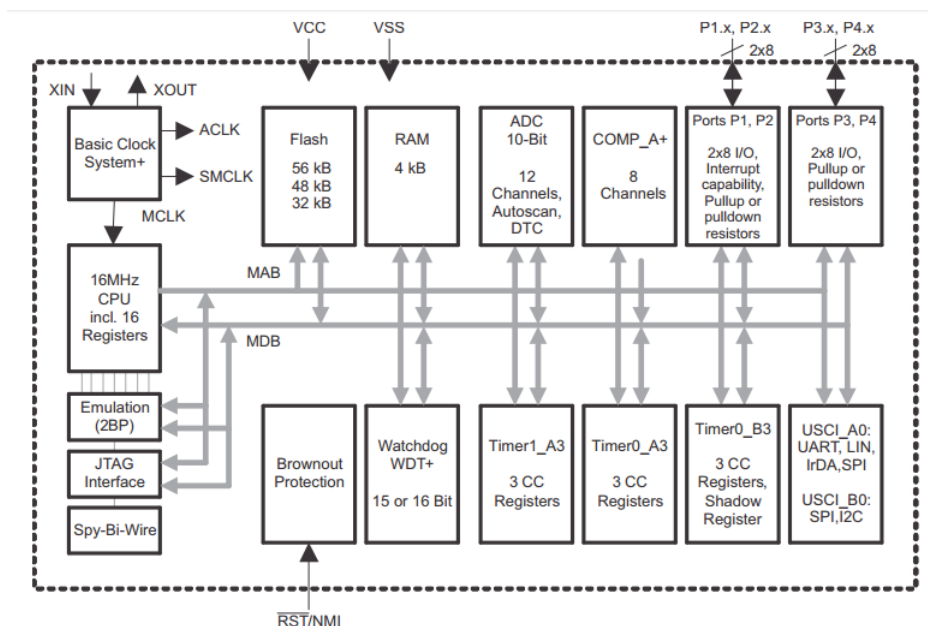 VCC
VSS
P1.x, P2.x
P3.x, P4.x
2x8
2x8
XIN
XOUT
Basic Clock
System+
ACLK
SMCLK
MCLK
Flash
56 kB
48 kB
32 kB
RAM
4 kB
ADC
10-Bit
12
Channels,
Autoscan,
DTC
COMP_A+
8
Channels
Ports P1, P2
2x8 I/O,
Interrupt
capability,
Pullup or
pulldown
resistors
Ports P3, P4
2x8 I/O,
Pullup or
pulldown
resistors
16MHz
CPU
incl. 16
Registers
MAB
MDB
Emulation
(2BP)
JTAG
Interface
Spy-Bi-Wire
Brownout
Protection
Watchdog
WDT+
15 or 16 Bit
Timer1_A3
3 CC
Registers
Timer0_A3
3 CC
Registers
Timer0_B3
3 CC
Registers,
Shadow
Register
USCI_A0:
UART, LIN,
IrDA,SPI
USCI_B0:
SPI,I2C
RST/NMI